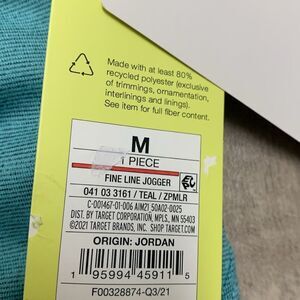 Made with at least 80%
recycled polyester (exclusive
of trimmings, ornamentation,
interlinings and linings).
See item for full fiber content.
M
1 PIECE
FINE LINE JOGGER
041 03 3161 / TEAL / ZPMLR
C-001467-01-006 AIM21 50A02-0025
DIST. BY TARGET CORPORATION, MPLS, MN 55403
©2021 TARGET BRANDS, INC. SHOP TARGET.COM
ORIGIN: JORDAN
1 95994 45911 5
F00328874-Q3/21